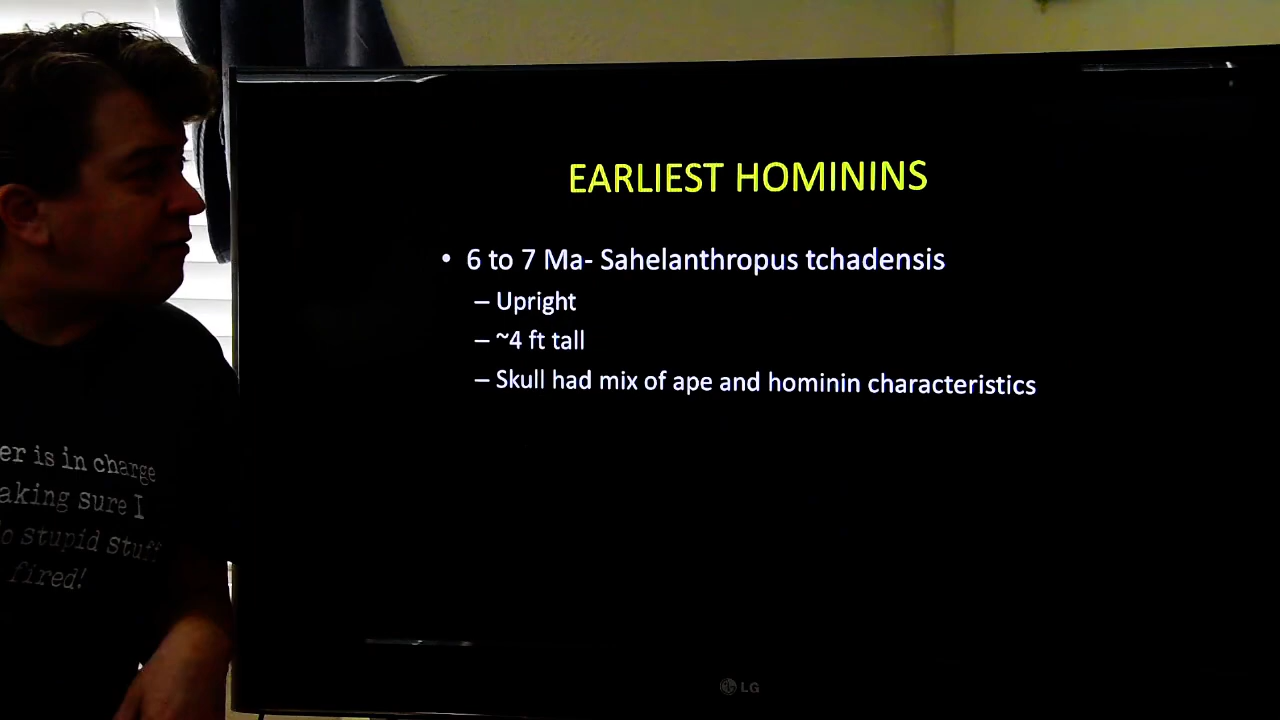 EARLIEST HOMININS
• 6 to 7 Ma- Sahelanthropus tchadensis
– Upright
– ~4 ft tall
– Skull had mix of ape and hominin characteristics
er is in charge
aking sure I
o stupid stuff
fired!
LG